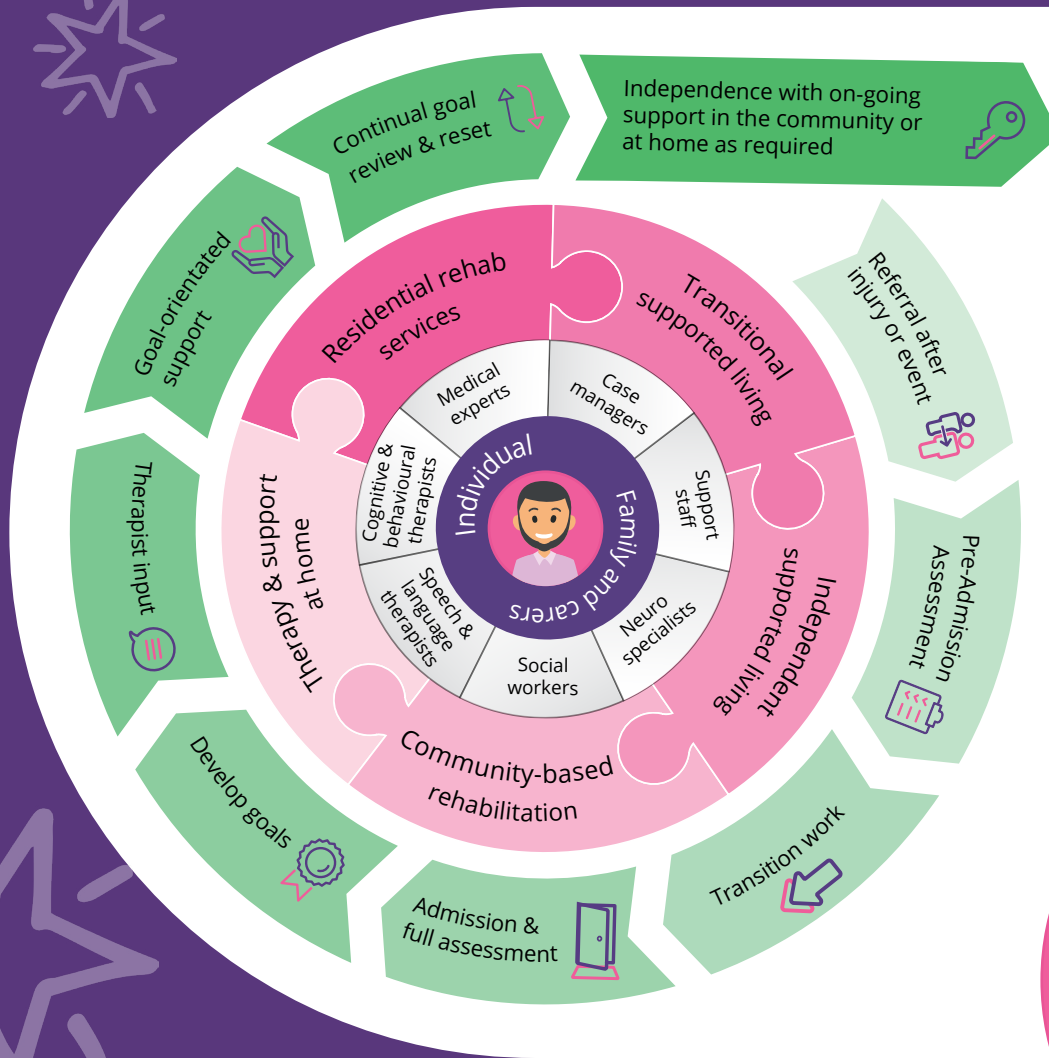 Continual goal
review & reset
Independence with on-going
support in the community or
at home as required
Referral after
injury or event
Pre-Admission
Assessment
Transition work
Admission &
full assessment
Develop goals
Therapist input
Goal-orientated
support
Residential rehab
services
Transitional
supported living
Independent
supported living
Community-based
rehabilitation
Therapy & support
at home
Medical
experts
Case
managers
Support
staff
Neuro
specialists
Social
workers
Speech &
language
therapists
Cognitive &
behavioural
therapists
Individual
Family and carers